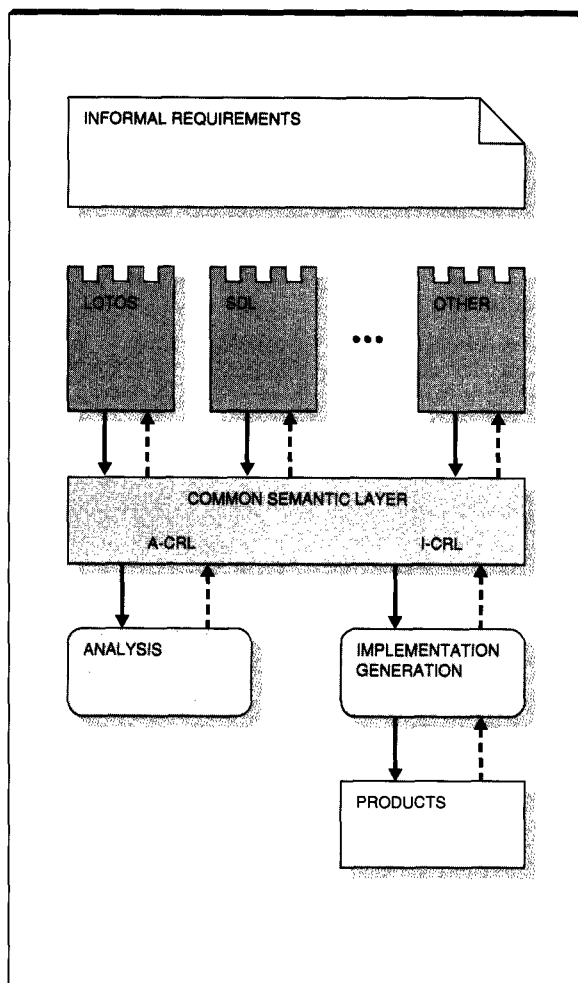 INFORMAL REQUIREMENTS
LOTOS
SDL
OTHER
COMMON SEMANTIC LAYER
A-CRL
I-CRL
ANALYSIS
IMPLEMENTATION
GENERATION
PRODUCTS